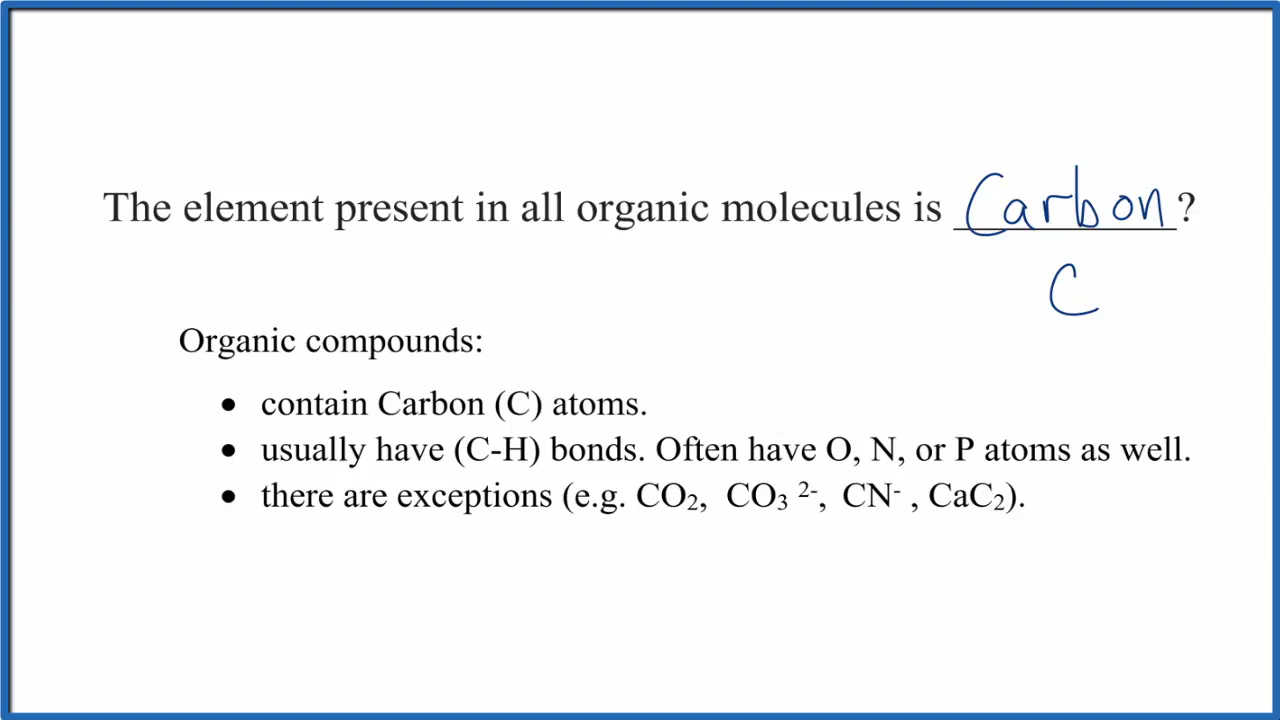 The element present in all organic molecules is Carbon?
C
Organic compounds:
• contain Carbon (C) atoms.
• usually have (C-H) bonds. Often have O, N, or P atoms as well.
• there are exceptions (e.g. CO₂, CO₃ ²⁻, CN⁻ , CaC₂).